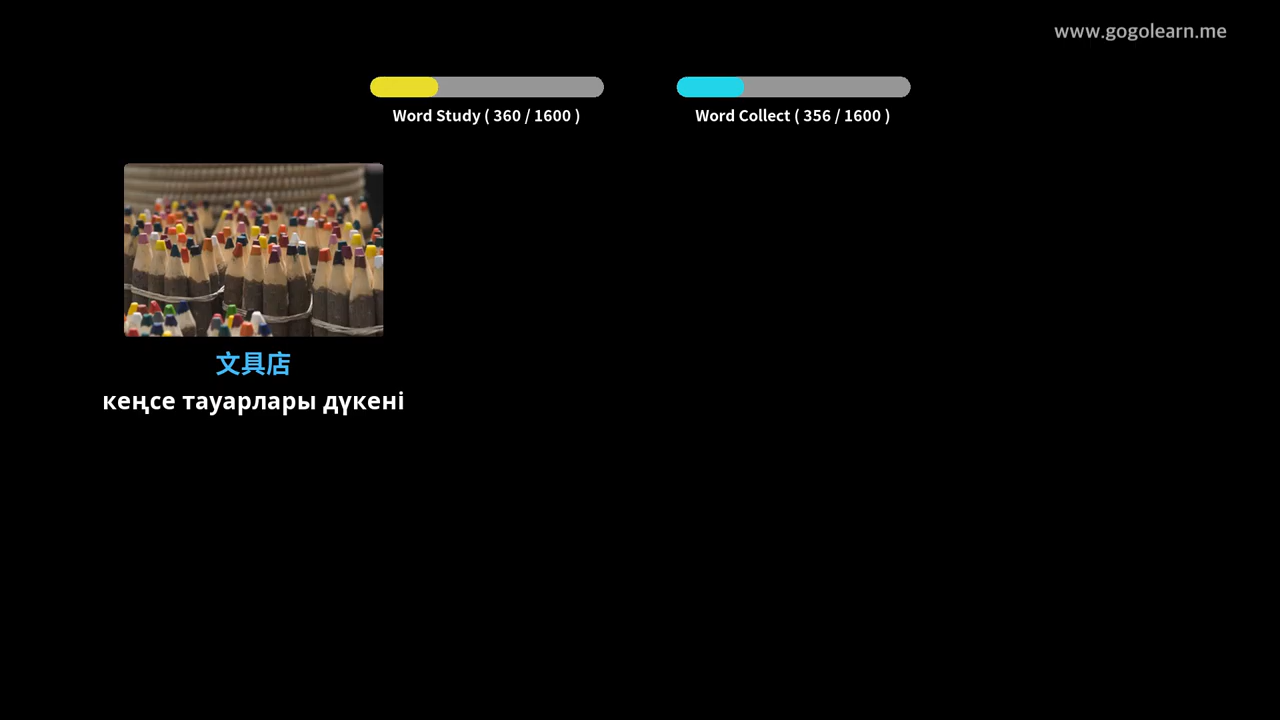 www.gogolearn.me
Word Study ( 360 / 1600 )
Word Collect ( 356 / 1600 )
文具店
кеңсе тауарлары дүкені